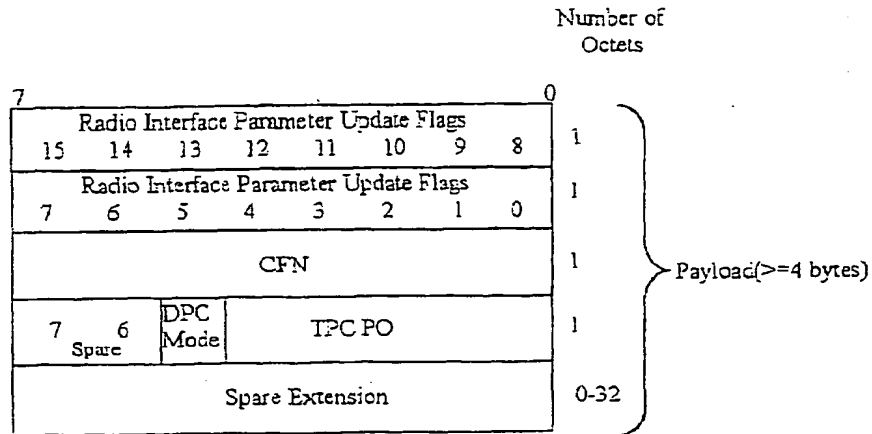 Number of
Octets
7 0
Radio Interface Parameter Update Flags
15 14 13 12 11 10 9 8
1
Radio Interface Parameter Update Flags
7 6 5 4 3 2 1 0
1
CFN
1
Payload(>=4 bytes)
7 6
Spare
DPC
Mode
TPC PO
1
Spare Extension
0-32